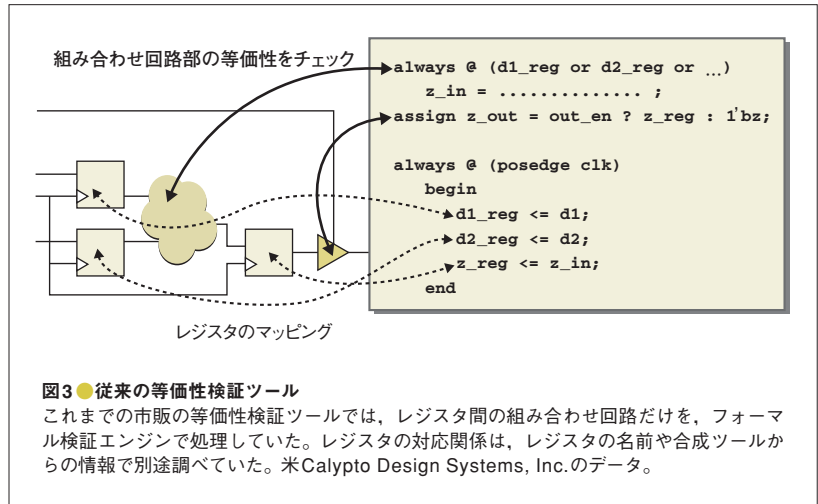 組み合わせ回路部の等価性をチェック
always @ (d1_reg or d2_reg or …)
z_in = .............. ;
assign z_out = out_en ? z_reg : 1'bz;
always @ (posedge clk)
begin
d1_reg <= d1;
d2_reg <= d2;
z_reg <= z_in;
end
レジスタのマッピング
図3●従来の等価性検証ツール
これまでの市販の等価性検証ツールでは，レジスタ間の組み合わせ回路だけを，フォーマ
ル検証エンジンで処理していた。レジスタの対応関係は，レジスタの名前や合成ツールか
らの情報で別途調べていた。米Calypto Design Systems, Inc.のデータ。